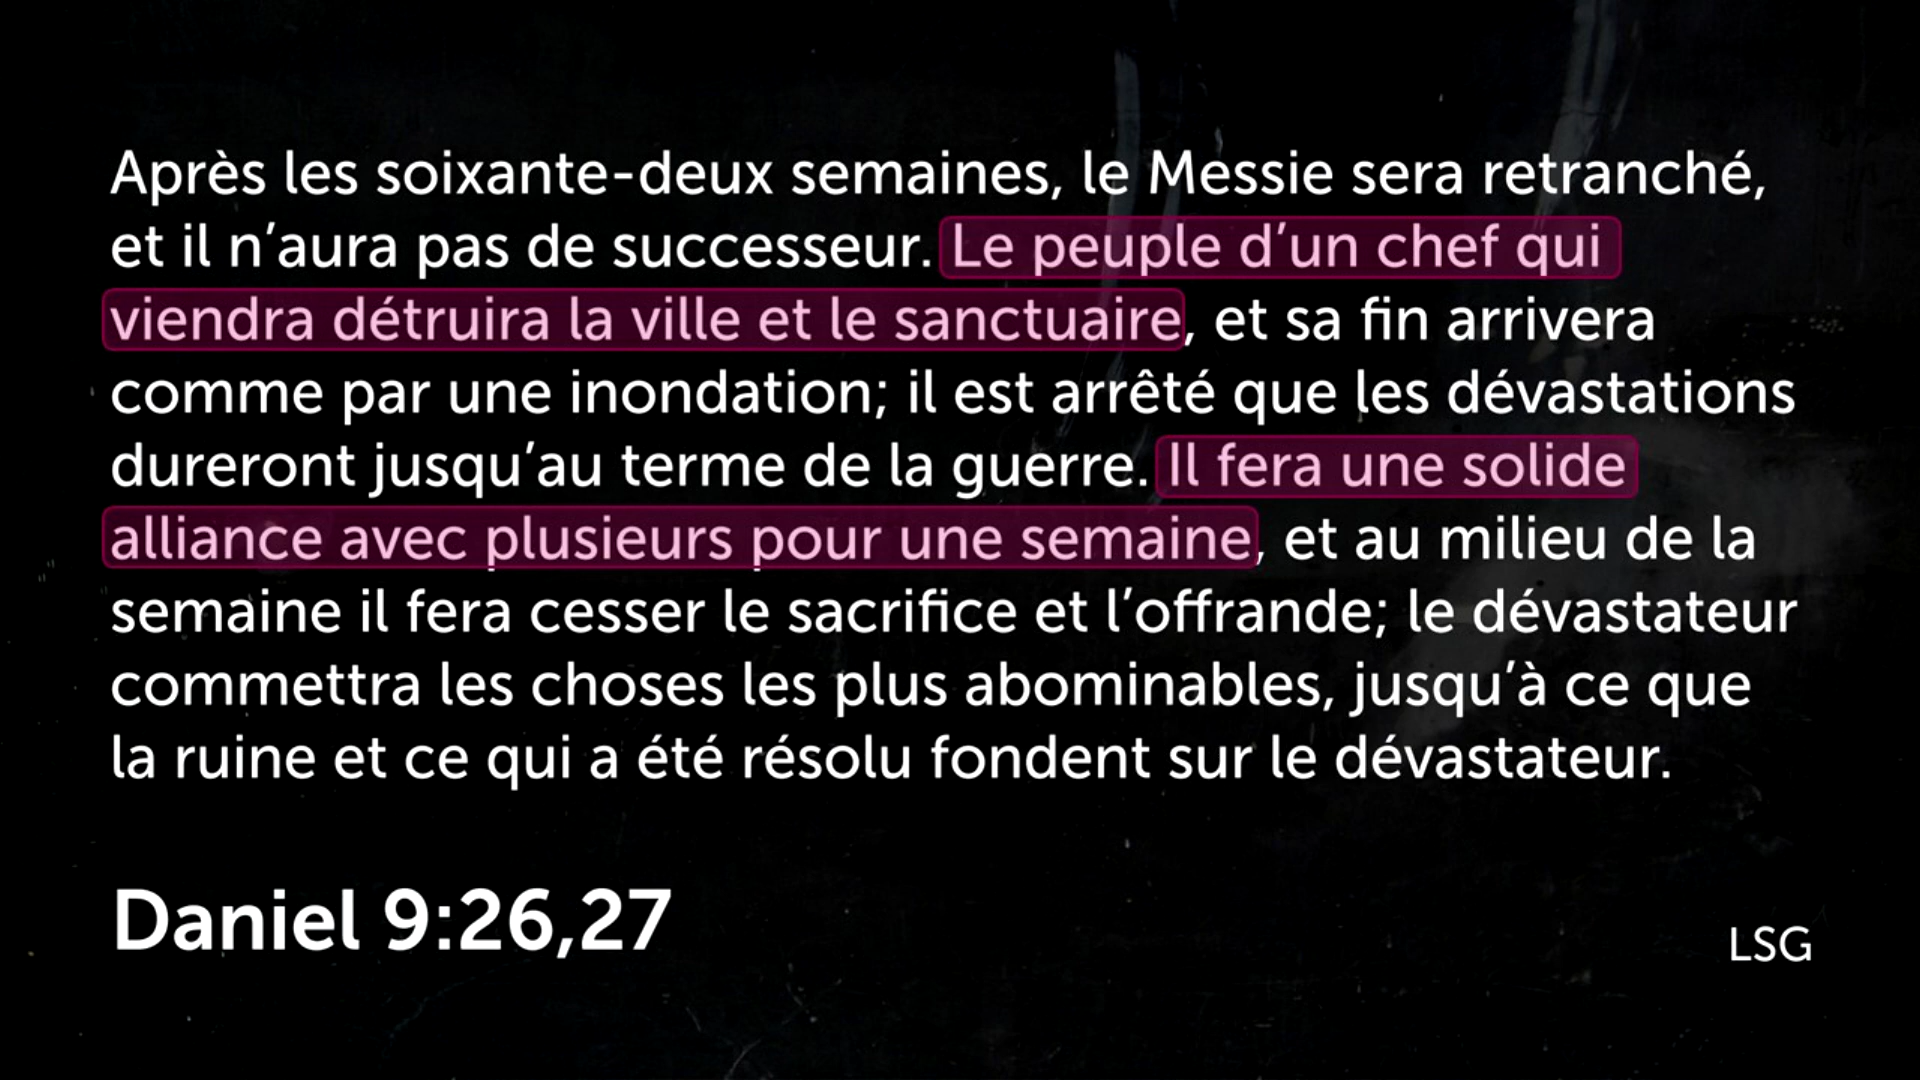 Après les soixante-deux semaines, le Messie sera retranché,
et il n’aura pas de successeur. Le peuple d’un chef qui
viendra détruira la ville et le sanctuaire, et sa fin arrivera
comme par une inondation; il est arrêté que les dévastations
dureront jusqu’au terme de la guerre. Il fera une solide
alliance avec plusieurs pour une semaine, et au milieu de la
semaine il fera cesser le sacrifice et l’offrande; le dévastateur
commettra les choses les plus abominables, jusqu’à ce que
la ruine et ce qui a été résolu fondent sur le dévastateur.
Daniel 9:26,27
LSG